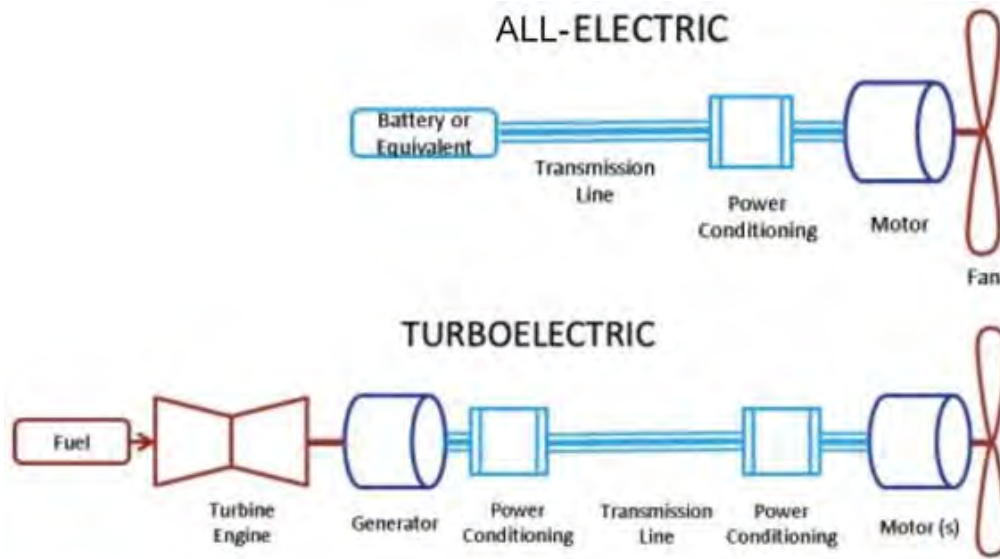 ALL-ELECTRIC
Battery or
Equivalent
Transmission
Line
Power
Conditioning
Motor
Fan
TURBOELECTRIC
Fuel
Turbine
Engine
Generator
Power
Conditioning
Transmission
Line
Power
Conditioning
Motor (s)